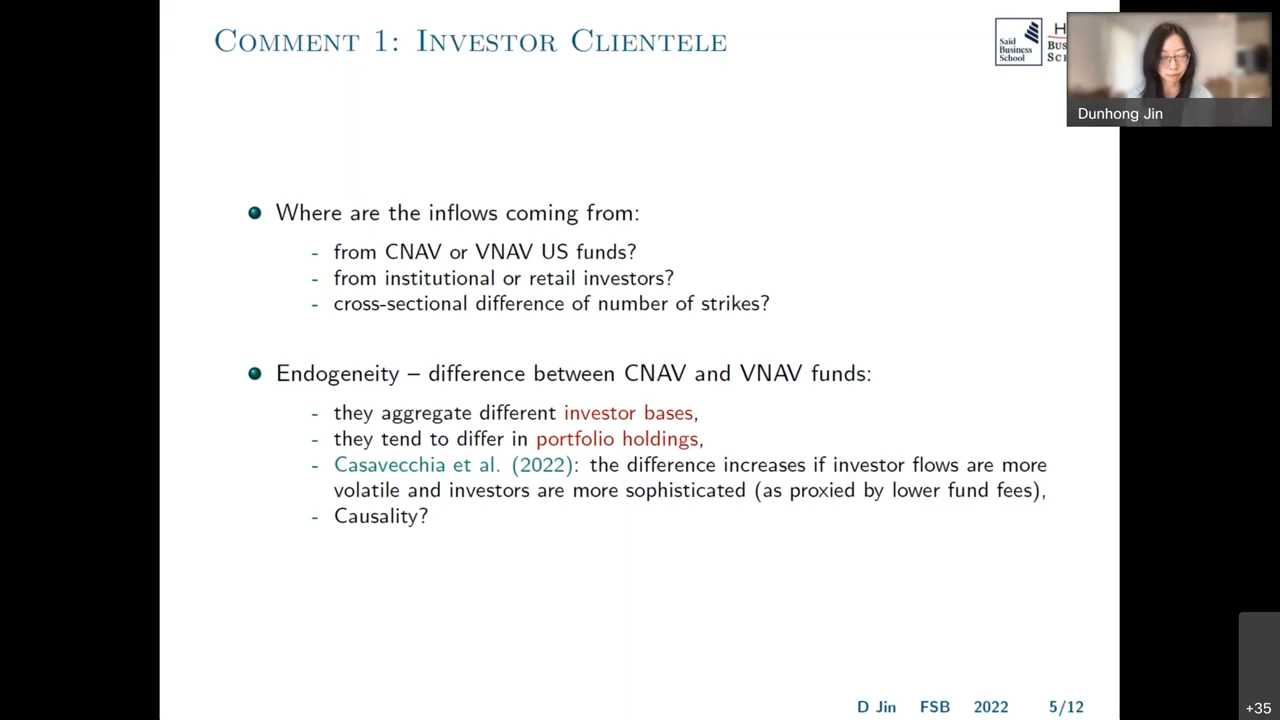 COMMENT 1: INVESTOR CLIENTELE
Saïd
Business
School
H
BUS
SC
Dunhong Jin
Where are the inflows coming from:
- from CNAV or VNAV US funds?
- from institutional or retail investors?
- cross-sectional difference of number of strikes?
Endogeneity – difference between CNAV and VNAV funds:
- they aggregate different investor bases,
- they tend to differ in portfolio holdings,
- Casavecchia et al. (2022): the difference increases if investor flows are more
volatile and investors are more sophisticated (as proxied by lower fund fees),
- Causality?
D Jin FSB 2022 5/12
+35